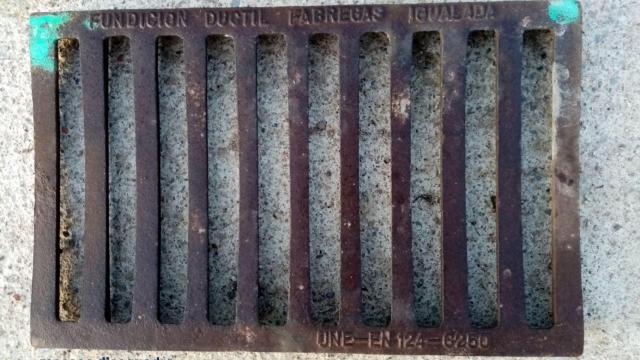 FUNDICION DUCTIL FABREGAS IGUALADA
UNE-EN 124-C250